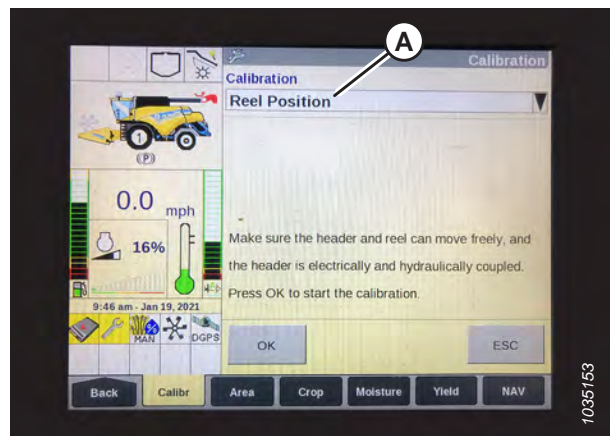 A
Calibration
Calibration
Reel Position
1
(P)
0.0 mph
16%
Make sure the header and reel can move freely, and
the header is electrically and hydraulically coupled.
Press OK to start the calibration.
9:46 am - Jan 19, 2021
MAN
DGPS
OK
ESC
Back
Calibr
Area
Crop
Moisture
Yield
NAV
1035153